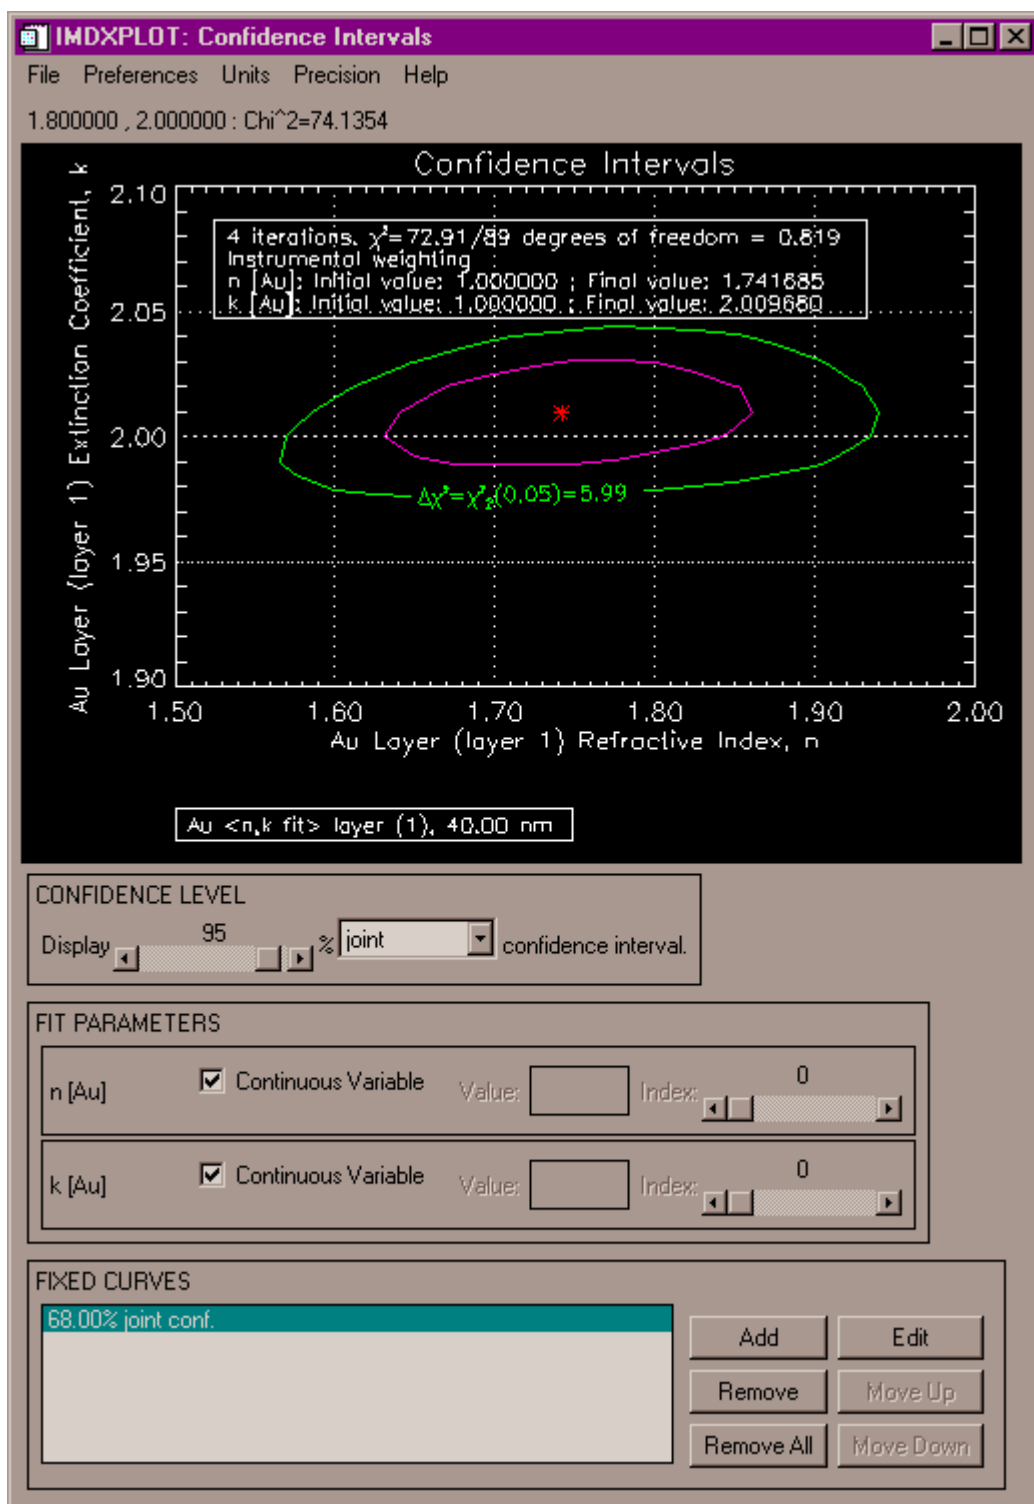 IMDXPLOT: Confidence Intervals
File Preferences Units Precision Help
1.800000 , 2.000000 : Chi^2=74.1354
Confidence Intervals
Au Layer (layer 1) Extinction Coefficient, k
2.10
2.05
2.00
1.95
1.90
4 iterations, χ²=72.91/89 degrees of freedom = 0.819
Instrumental weighting
n [Au]: Initial value: 1.000000 ; Final value: 1.741685
k [Au]: Initial value: 1.000000 ; Final value: 2.009680
Δχ²=χ²₂(0.05)=5.99
1.50 1.60 1.70 1.80 1.90 2.00
Au Layer (layer 1) Refractive Index, n
Au <n,k fit> layer (1), 40.00 nm
CONFIDENCE LEVEL
95
Display % joint confidence interval.
FIT PARAMETERS
n [Au] Continuous Variable Value: Index: 0
k [Au] Continuous Variable Value: Index: 0
FIXED CURVES
68.00% joint conf.
Add Edit
Remove Move Up
Remove All Move Down